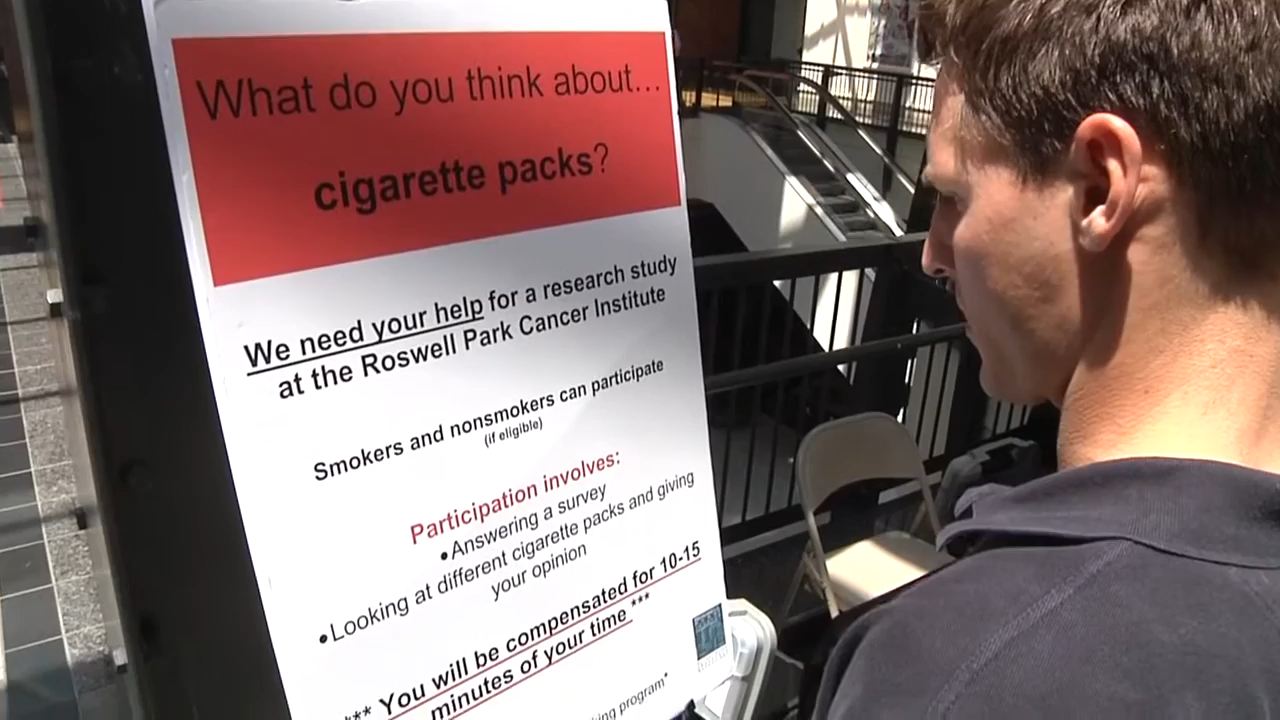 What do you think about...
cigarette packs?
We need your help for a research study
at the Roswell Park Cancer Institute
Smokers and nonsmokers can participate
(if eligible)
Participation involves:
•Answering a survey
•Looking at different cigarette packs and giving
your opinion
*** You will be compensated for 10-15
minutes of your time ***
program*